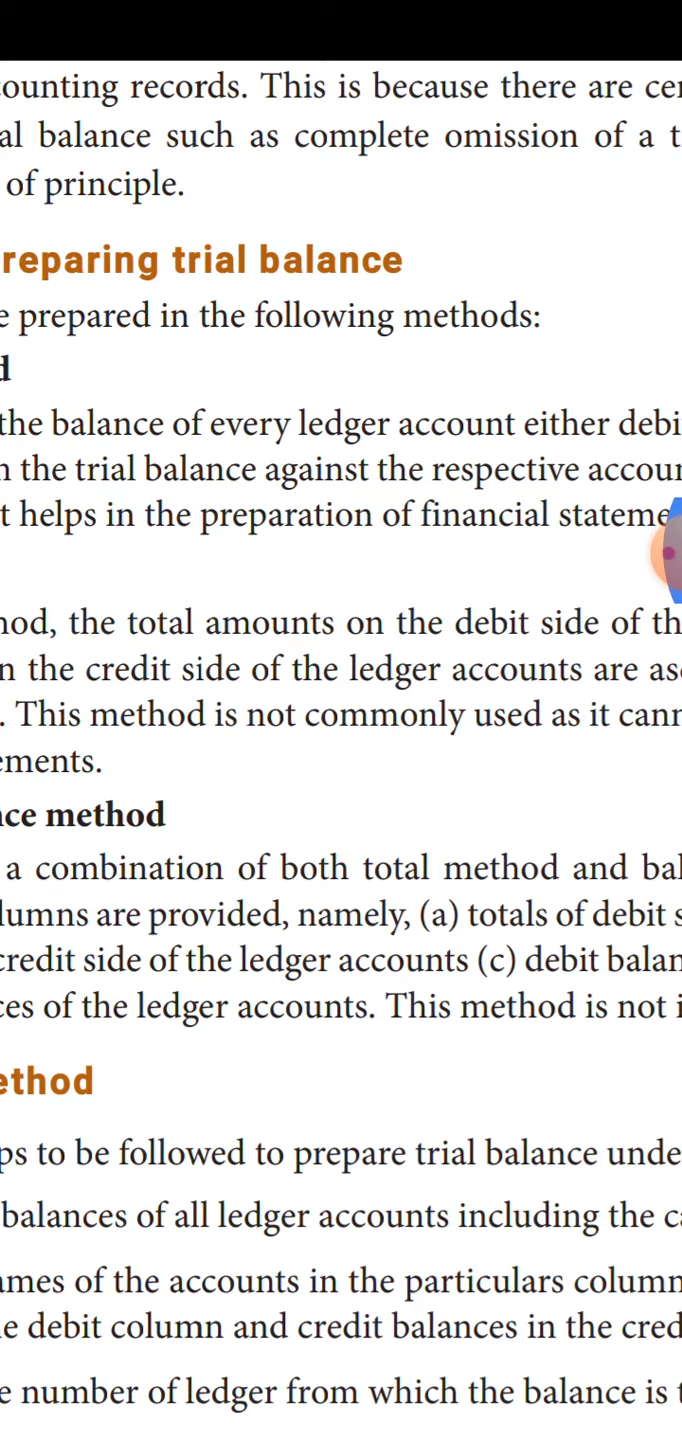 ounting records. This is because there are
al balance such as complete omission of a
of principle.
reparing trial balance
e prepared in the following methods:
d
the balance of every ledger account either debi
n the trial balance against the respective accoun
t helps in the preparation of financial stateme
nod, the total amounts on the debit side of th
n the credit side of the ledger accounts are as
. This method is not commonly used as it cann
ements.
nce method
a combination of both total method and bal
lumns are provided, namely, (a) totals of debit s
credit side of the ledger accounts (c) debit balan
ces of the ledger accounts. This method is not i
ethod
ps to be followed to prepare trial balance unde
balances of all ledger accounts including the c
ames of the accounts in the particulars column
e debit column and credit balances in the cred
e number of ledger from which the balance is t